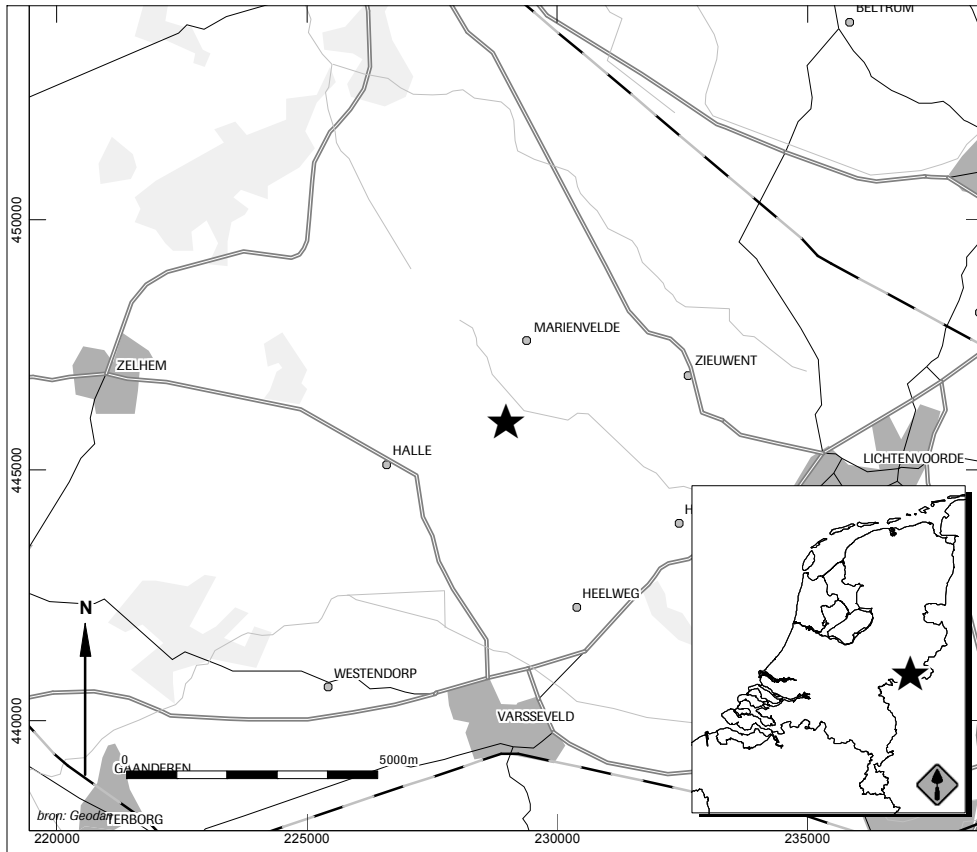 BELTRUM
450000
MARIENVELDE
ZIEUWENT
ZELHEM
HALLE
LICHTENVOORDE
445000
H
HEELWEG
N
WESTENDORP
VARSSEVELD
440000
0
5000m
GAANDEREN
bron: Geodan
TERBORG
220000
225000
230000
235000